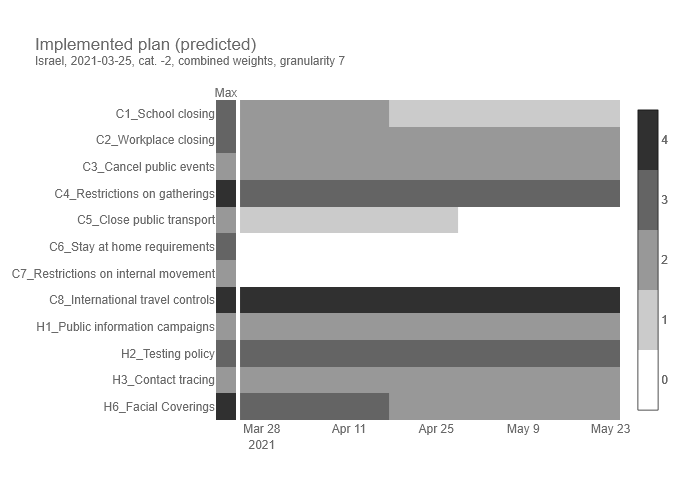 Implemented plan (predicted)
Israel, 2021-03-25, cat. -2, combined weights, granularity 7
Max
C1_School closing
C2_Workplace closing
C3_Cancel public events
C4_Restrictions on gatherings
C5_Close public transport
C6_Stay at home requirements
C7_Restrictions on internal movement
C8_International travel controls
H1_Public information campaigns
H2_Testing policy
H3_Contact tracing
H6_Facial Coverings
Mar 28 Apr 11 Apr 25 May 9 May 23
2021
4
3
2
1
0